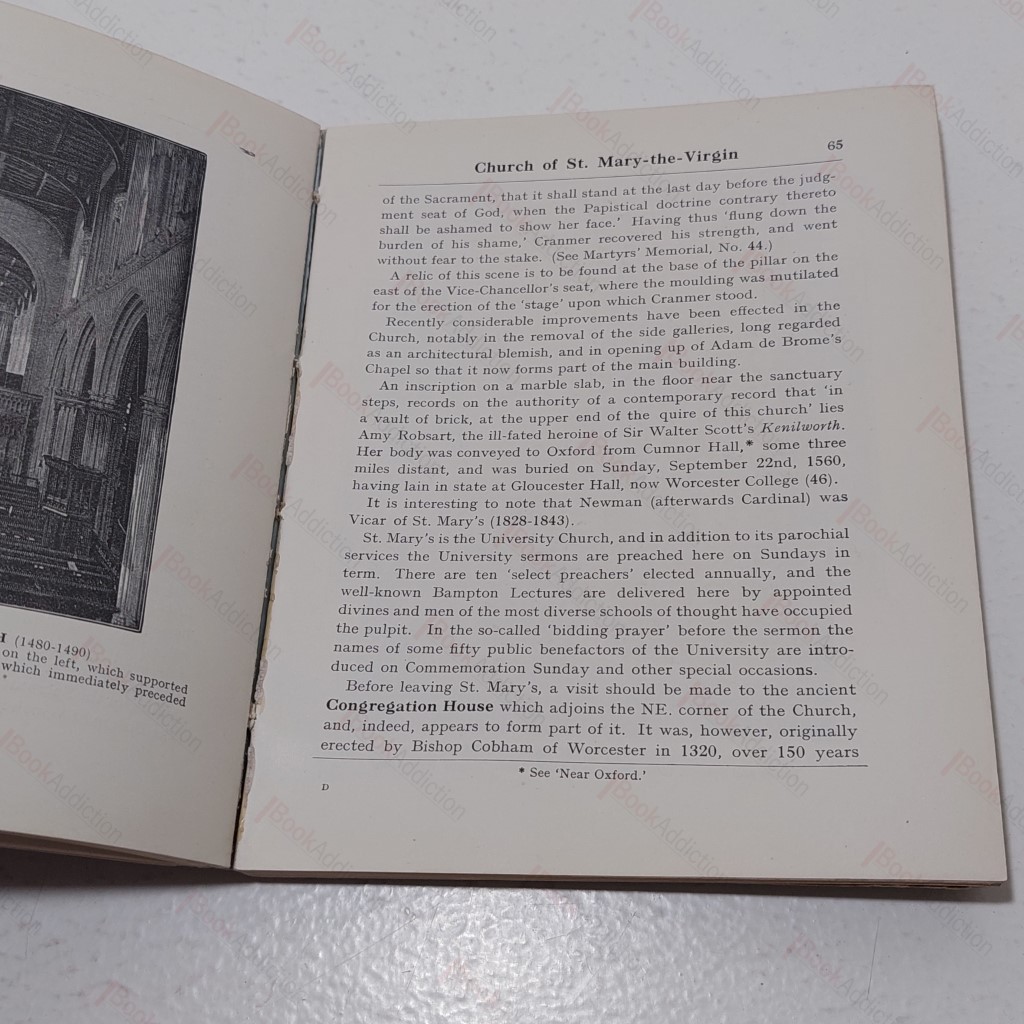 H (1480-1490)
on the left, which supported
which immediately preceded
Church of St. Mary-the-Virgin 65
of the Sacrament, that it shall stand at the last day before the judg-
ment seat of God, when the Papistical doctrine contrary thereto
shall be ashamed to show her face.' Having thus 'flung down the
burden of his shame,' Cranmer recovered his strength, and went
without fear to the stake. (See Martyrs' Memorial, No. 44.)
A relic of this scene is to be found at the base of the pillar on the
east of the Vice-Chancellor's seat, where the moulding was mutilated
for the erection of the 'stage' upon which Cranmer stood.
Recently considerable improvements have been effected in the
Church, notably in the removal of the side galleries, long regarded
as an architectural blemish, and in opening up of Adam de Brome's
Chapel so that it now forms part of the main building.
An inscription on a marble slab, in the floor near the sanctuary
steps, records on the authority of a contemporary record that 'in
a vault of brick, at the upper end of the quire of this church' lies
Amy Robsart, the ill-fated heroine of Sir Walter Scott's Kenilworth.
Her body was conveyed to Oxford from Cumnor Hall,* some three
miles distant, and was buried on Sunday, September 22nd, 1560,
having lain in state at Gloucester Hall, now Worcester College (46).
It is interesting to note that Newman (afterwards Cardinal) was
Vicar of St. Mary's (1828-1843).
St. Mary's is the University Church, and in addition to its parochial
services the University sermons are preached here on Sundays in
term. There are ten 'select preachers' elected annually, and the
well-known Bampton Lectures are delivered here by appointed
divines and men of the most diverse schools of thought have occupied
the pulpit. In the so-called 'bidding prayer' before the sermon the
names of some fifty public benefactors of the University are intro-
duced on Commemoration Sunday and other special occasions.
Before leaving St. Mary's, a visit should be made to the ancient
Congregation House which adjoins the NE. corner of the Church,
and, indeed, appears to form part of it. It was, however, originally
erected by Bishop Cobham of Worcester in 1320, over 150 years
* See 'Near Oxford.'
D
BookAddiction